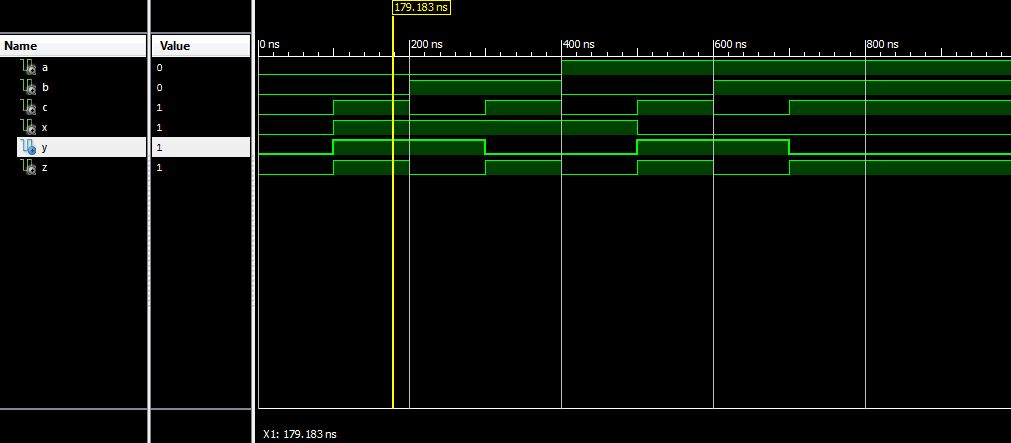 179.183 ns
Name Value
0 ns 200 ns 400 ns 600 ns 800 ns
a 0
b 0
c 1
x 1
y 1
z 1
X1: 179.183 ns